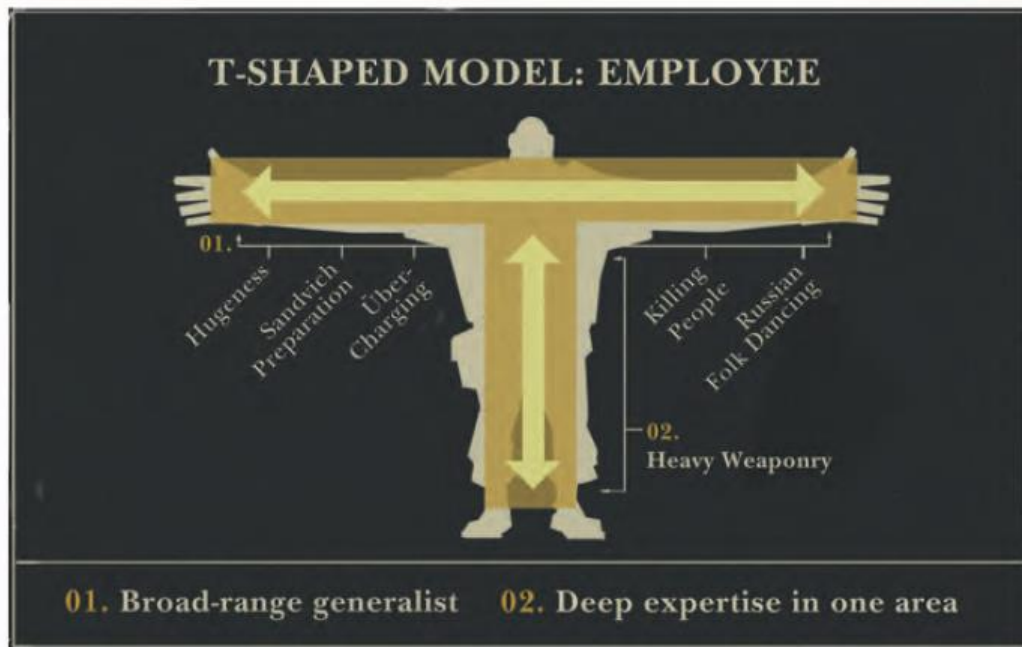 T-SHAPED MODEL: EMPLOYEE
01.
Hugeness
Sandvich
Preparation
Über-
Charging
Killing
People
Russian
Folk Dancing
02.
Heavy Weaponry
01. Broad-range generalist
02. Deep expertise in one area